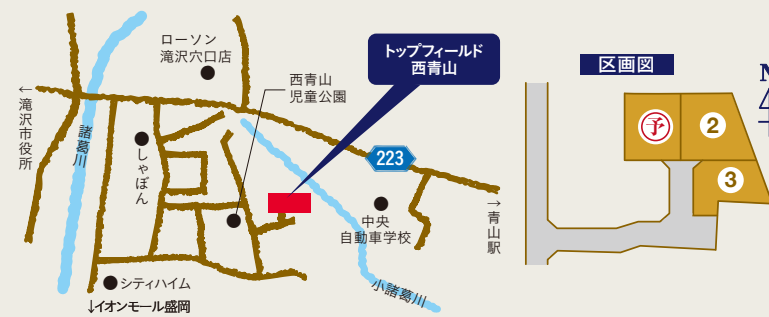 ローソン
滝沢穴口店
トップフィールド
西青山
西青山
児童公園
←滝沢市役所
諸葛川
しゃぼん
223
中央
自動車学校
→青山駅
シティハイム
↓イオンモール盛岡
小諸葛川
区画図
N
予
2
3